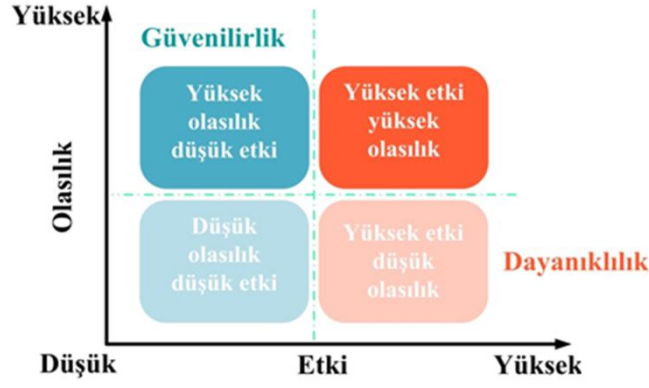 Yüksek
Güvenilirlik
Yüksek
olasılık
düşük etki
Yüksek etki
yüksek
olasılık
Olasılık
Düşük
olasılık
düşük etki
Yüksek etki
düşük
olasılık
Dayanıklılık
Düşük
Etki
Yüksek